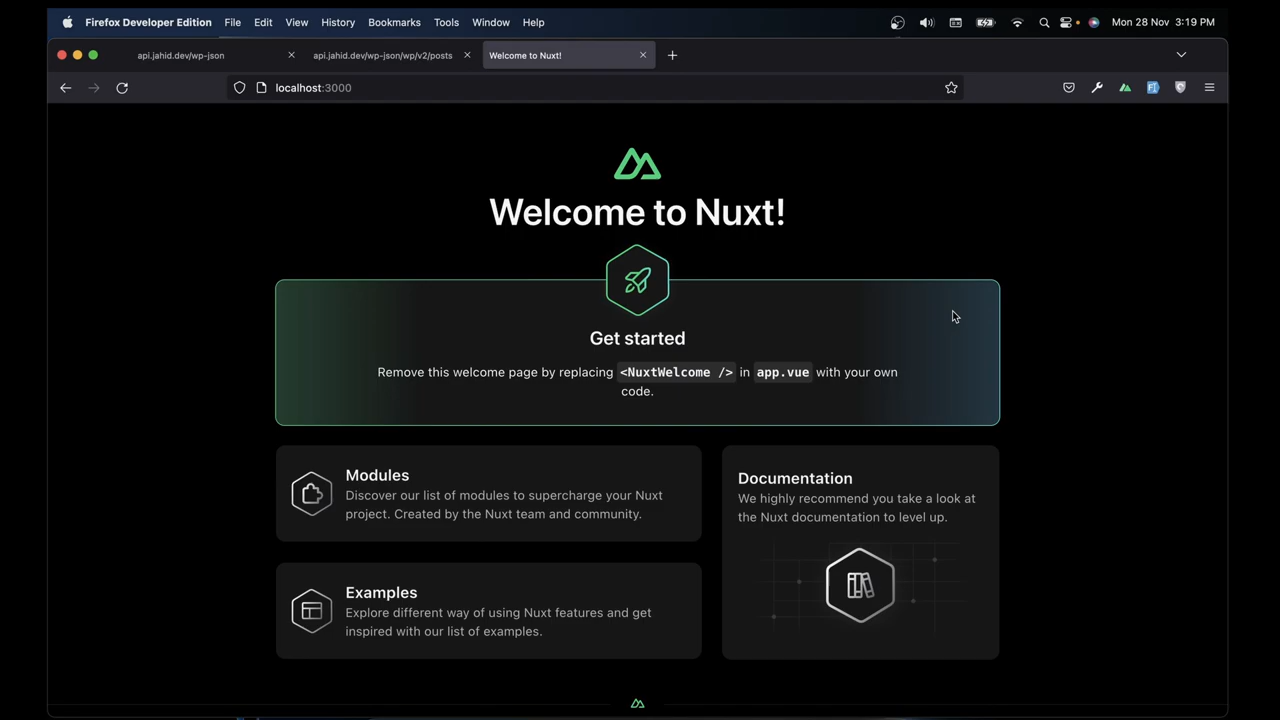 Firefox Developer Edition File Edit View History Bookmarks Tools Window Help Mon 28 Nov 3:19 PM
api.jahid.dev/wp-json api.jahid.dev/wp-json/wp/v2/posts Welcome to Nuxt!
localhost:3000
Welcome to Nuxt!
Get started
Remove this welcome page by replacing <NuxtWelcome /> in app.vue with your own
code.
Modules
Discover our list of modules to supercharge your Nuxt
project. Created by the Nuxt team and community.
Examples
Explore different way of using Nuxt features and get
inspired with our list of examples.
Documentation
We highly recommend you take a look at
the Nuxt documentation to level up.